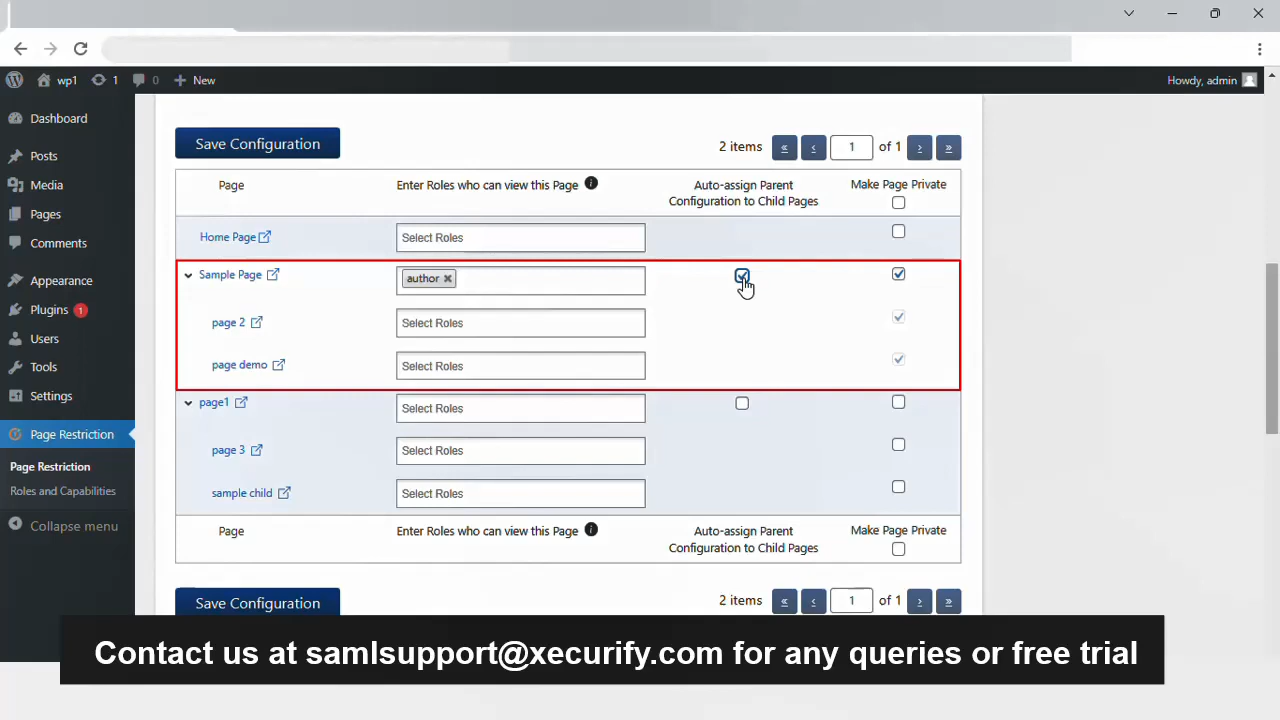 wp1
1
0
New
Howdy, admin
Dashboard
Posts
Media
Pages
Comments
Appearance
Plugins 1
Users
Tools
Settings
Page Restriction
Page Restriction
Roles and Capabilities
Collapse menu
Save Configuration
2 items « ‹ 1 of 1 › »
Page
Enter Roles who can view this Page
Auto-assign Parent
Configuration to Child Pages
Make Page Private
Home Page
Select Roles
Sample Page
author ×
page 2
Select Roles
page demo
Select Roles
page1
Select Roles
page 3
Select Roles
sample child
Select Roles
Page
Enter Roles who can view this Page
Auto-assign Parent
Configuration to Child Pages
Make Page Private
Save Configuration
2 items « ‹ 1 of 1 › »
Contact us at samlsupport@xecurify.com for any queries or free trial